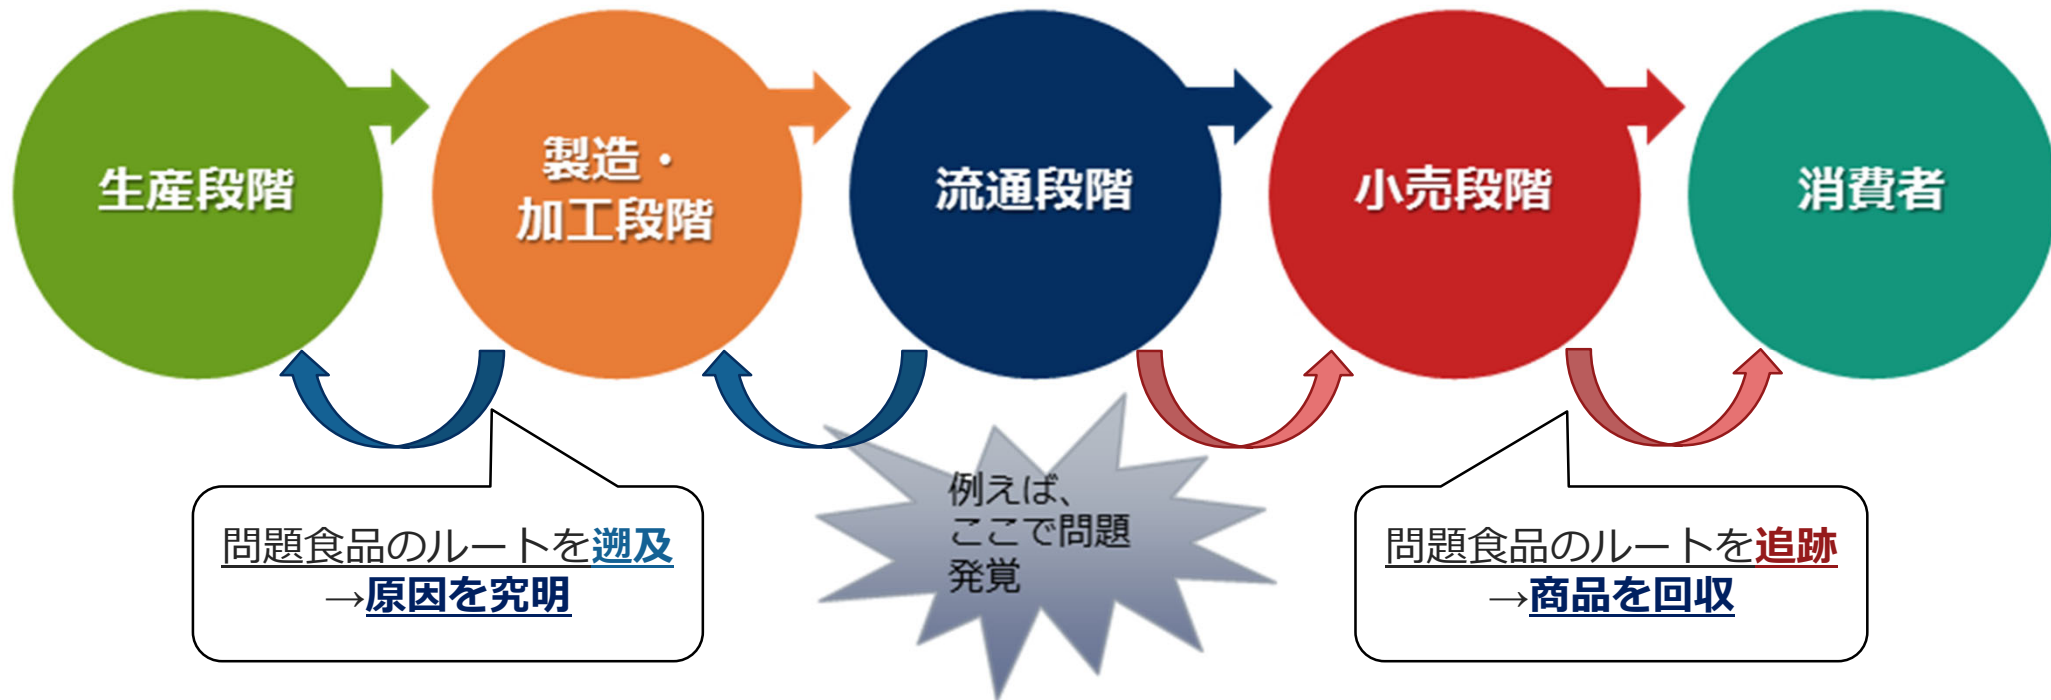 生産段階
製造・
加工段階
流通段階
小売段階
消費者
例えば、
ここで問題
発覚
問題食品のルートを遡及
→原因を究明
問題食品のルートを追跡
→商品を回収